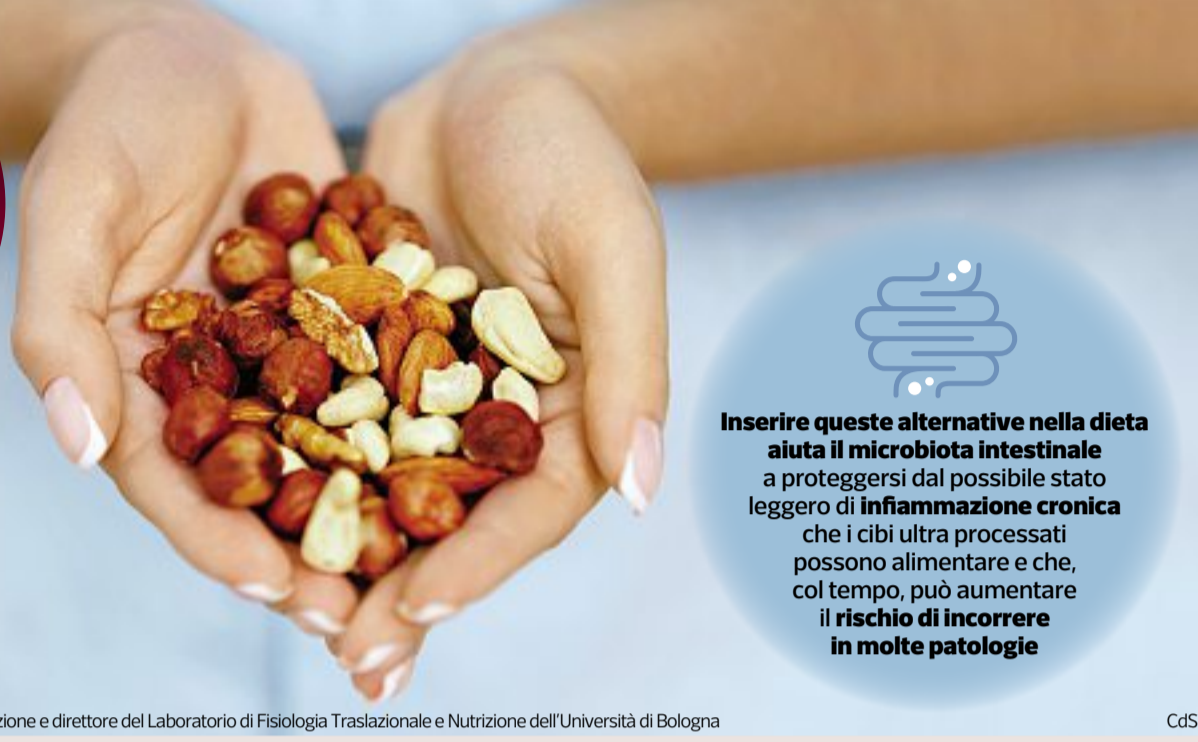 Inserire queste alternative nella dieta
aiuta il microbiota intestinale
a proteggersi dal possibile stato
leggero di infiammazione cronica
che i cibi ultra processati
possono alimentare e che,
col tempo, può aumentare
il rischio di incorrere
in molte patologie
zione e direttore del Laboratorio di Fisiologia Traslazionale e Nutrizione dell'Università di Bologna
CdS